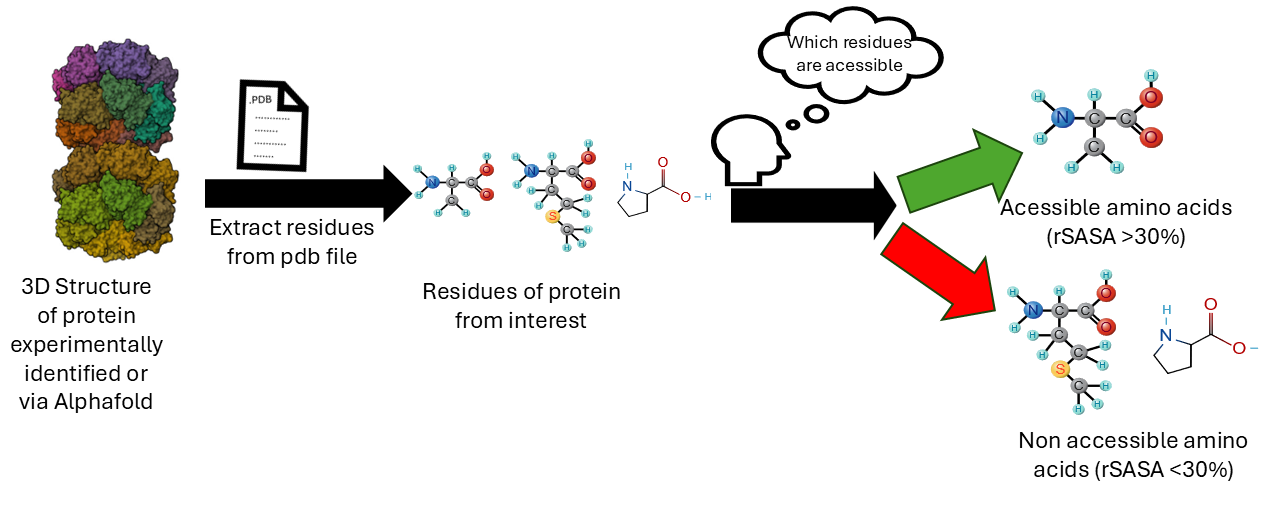 Which residues
are acessible
.PDB
Extract residues
from pdb file
3D Structure
of protein
experimentally
identified or
via Alphafold
Residues of protein
from interest
Acessible amino acids
(rSASA >30%)
Non accessible amino
acids (rSASA <30%)
H
H
N
H
C
C
H
O
O
C
H
H
H
H
N
H
C
C
H
O
O
H
C
H
C
H
H
S
C
H
H
H
H
N
O
O
H
H
H
N
H
C
C
H
O
O
C
H
H
H
H
N
H
C
C
H
O
O
H
C
H
C
H
H
S
C
H
H
H
H
N
O
O